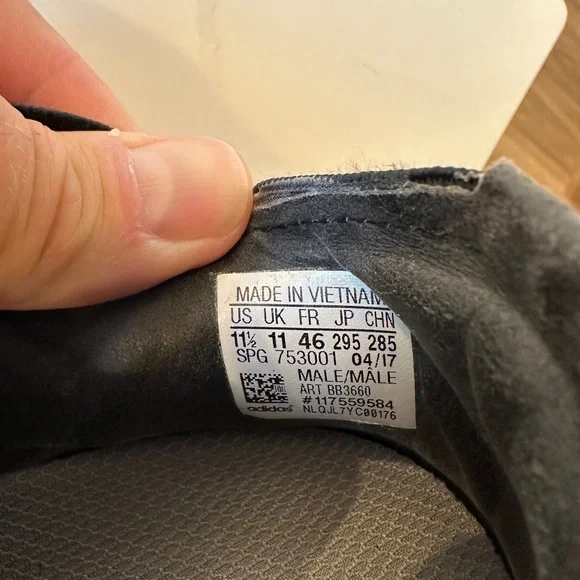 MADE IN VIETNAM
US UK FR JP CHN
11½ 11 46 295 285
SPG 753001 04/17
MALE/MÂLE
ART BB3660
#117559584
adidas NLQJL7YC00176